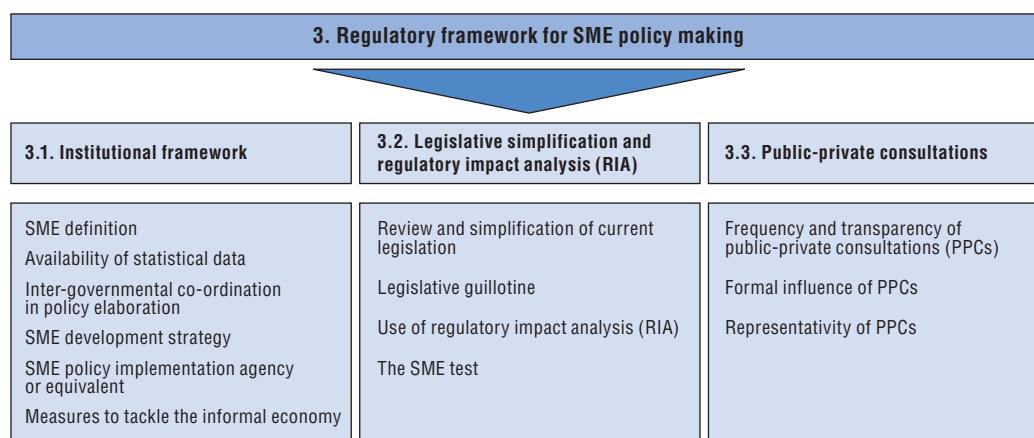 3. Regulatory framework for SME policy making
3.1. Institutional framework
3.2. Legislative simplification and
regulatory impact analysis (RIA)
3.3. Public-private consultations
SME definition
Availability of statistical data
Inter-governmental co-ordination
in policy elaboration
SME development strategy
SME policy implementation agency
or equivalent
Measures to tackle the informal economy
Review and simplification of current
legislation
Legislative guillotine
Use of regulatory impact analysis (RIA)
The SME test
Frequency and transparency of
public-private consultations (PPCs)
Formal influence of PPCs
Representativity of PPCs